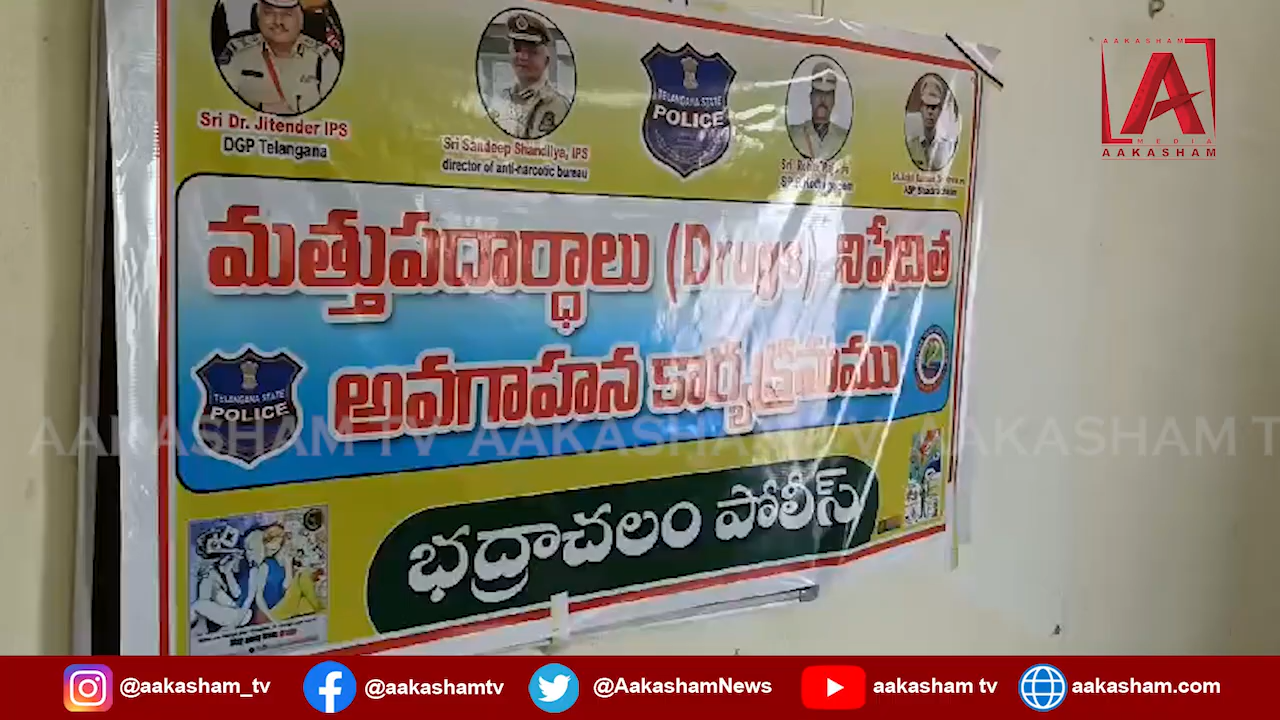 AAKASHAM
MEDIA
AAKASHAM
Sri Dr. Jitender IPS
DGP Telangana
Sri Sandeep Shandilya, IPS
director of anti-narcotic bureau
TELANGANA STATE
POLICE
మత్తుపదార్ధాలు (Drugs) నిషేదిత
అవగాహన కార్యక్రమము
TELANGANA STATE
POLICE
భద్రాచలం పోలీస్
AAKASHAM TV AAKASHAM TV AAKASHAM T
@aakasham_tv
@aakashamtv
@AakashamNews
aakasham tv
aakasham.com